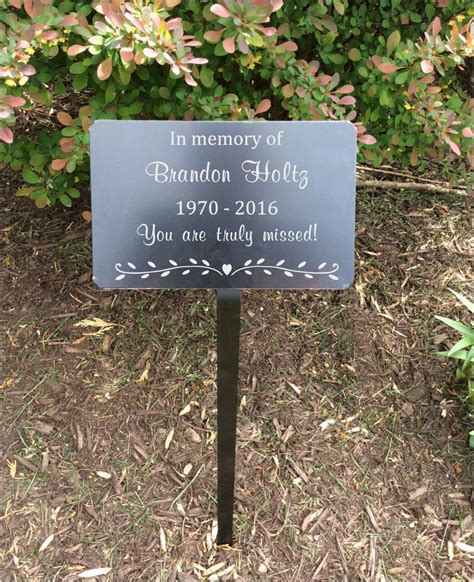 In memory of
Brandon Holtz
1970 - 2016
You are truly missed!